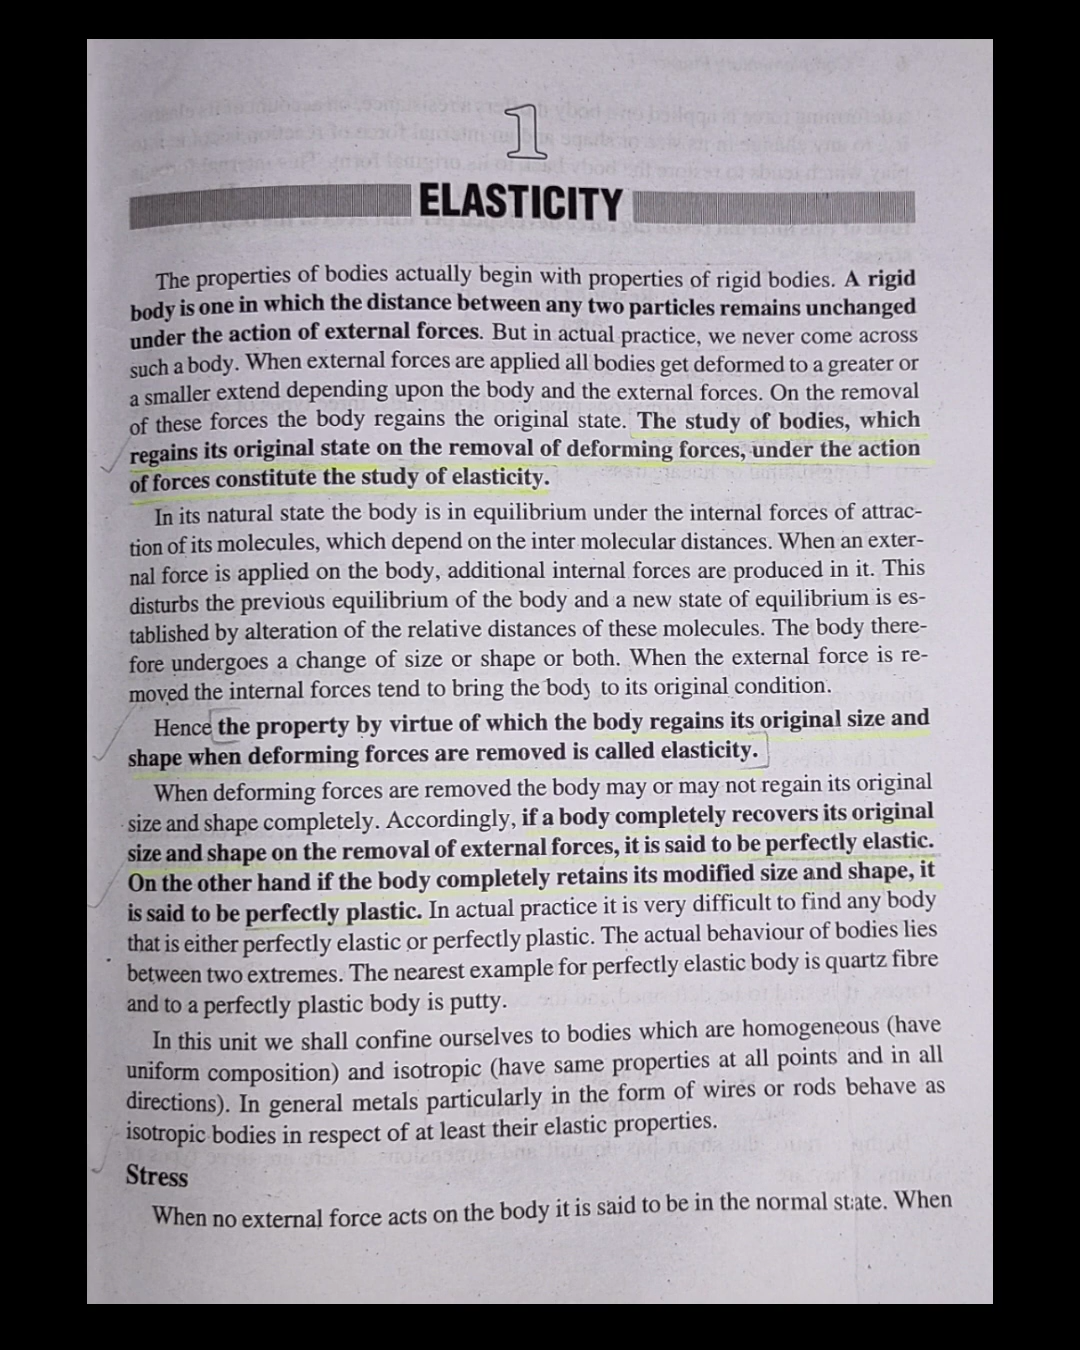 1
ELASTICITY
The properties of bodies actually begin with properties of rigid bodies. A rigid
body is one in which the distance between any two particles remains unchanged
under the action of external forces. But in actual practice, we never come across
such a body. When external forces are applied all bodies get deformed to a greater or
a smaller extend depending upon the body and the external forces. On the removal
of these forces the body regains the original state. The study of bodies, which
regains its original state on the removal of deforming forces, under the action
of forces constitute the study of elasticity.
In its natural state the body is in equilibrium under the internal forces of attrac-
tion of its molecules, which depend on the inter molecular distances. When an exter-
nal force is applied on the body, additional internal forces are produced in it. This
disturbs the previous equilibrium of the body and a new state of equilibrium is es-
tablished by alteration of the relative distances of these molecules. The body there-
fore undergoes a change of size or shape or both. When the external force is re-
moved the internal forces tend to bring the body to its original condition.
Hence the property by virtue of which the body regains its original size and
shape when deforming forces are removed is called elasticity.
When deforming forces are removed the body may or may not regain its original
size and shape completely. Accordingly, if a body completely recovers its original
size and shape on the removal of external forces, it is said to be perfectly elastic.
On the other hand if the body completely retains its modified size and shape, it
is said to be perfectly plastic. In actual practice it is very difficult to find any body
that is either perfectly elastic or perfectly plastic. The actual behaviour of bodies lies
between two extremes. The nearest example for perfectly elastic body is quartz fibre
and to a perfectly plastic body is putty.
In this unit we shall confine ourselves to bodies which are homogeneous (have
uniform composition) and isotropic (have same properties at all points and in all
directions). In general metals particularly in the form of wires or rods behave as
isotropic bodies in respect of at least their elastic properties.
Stress
When no external force acts on the body it is said to be in the normal state. When